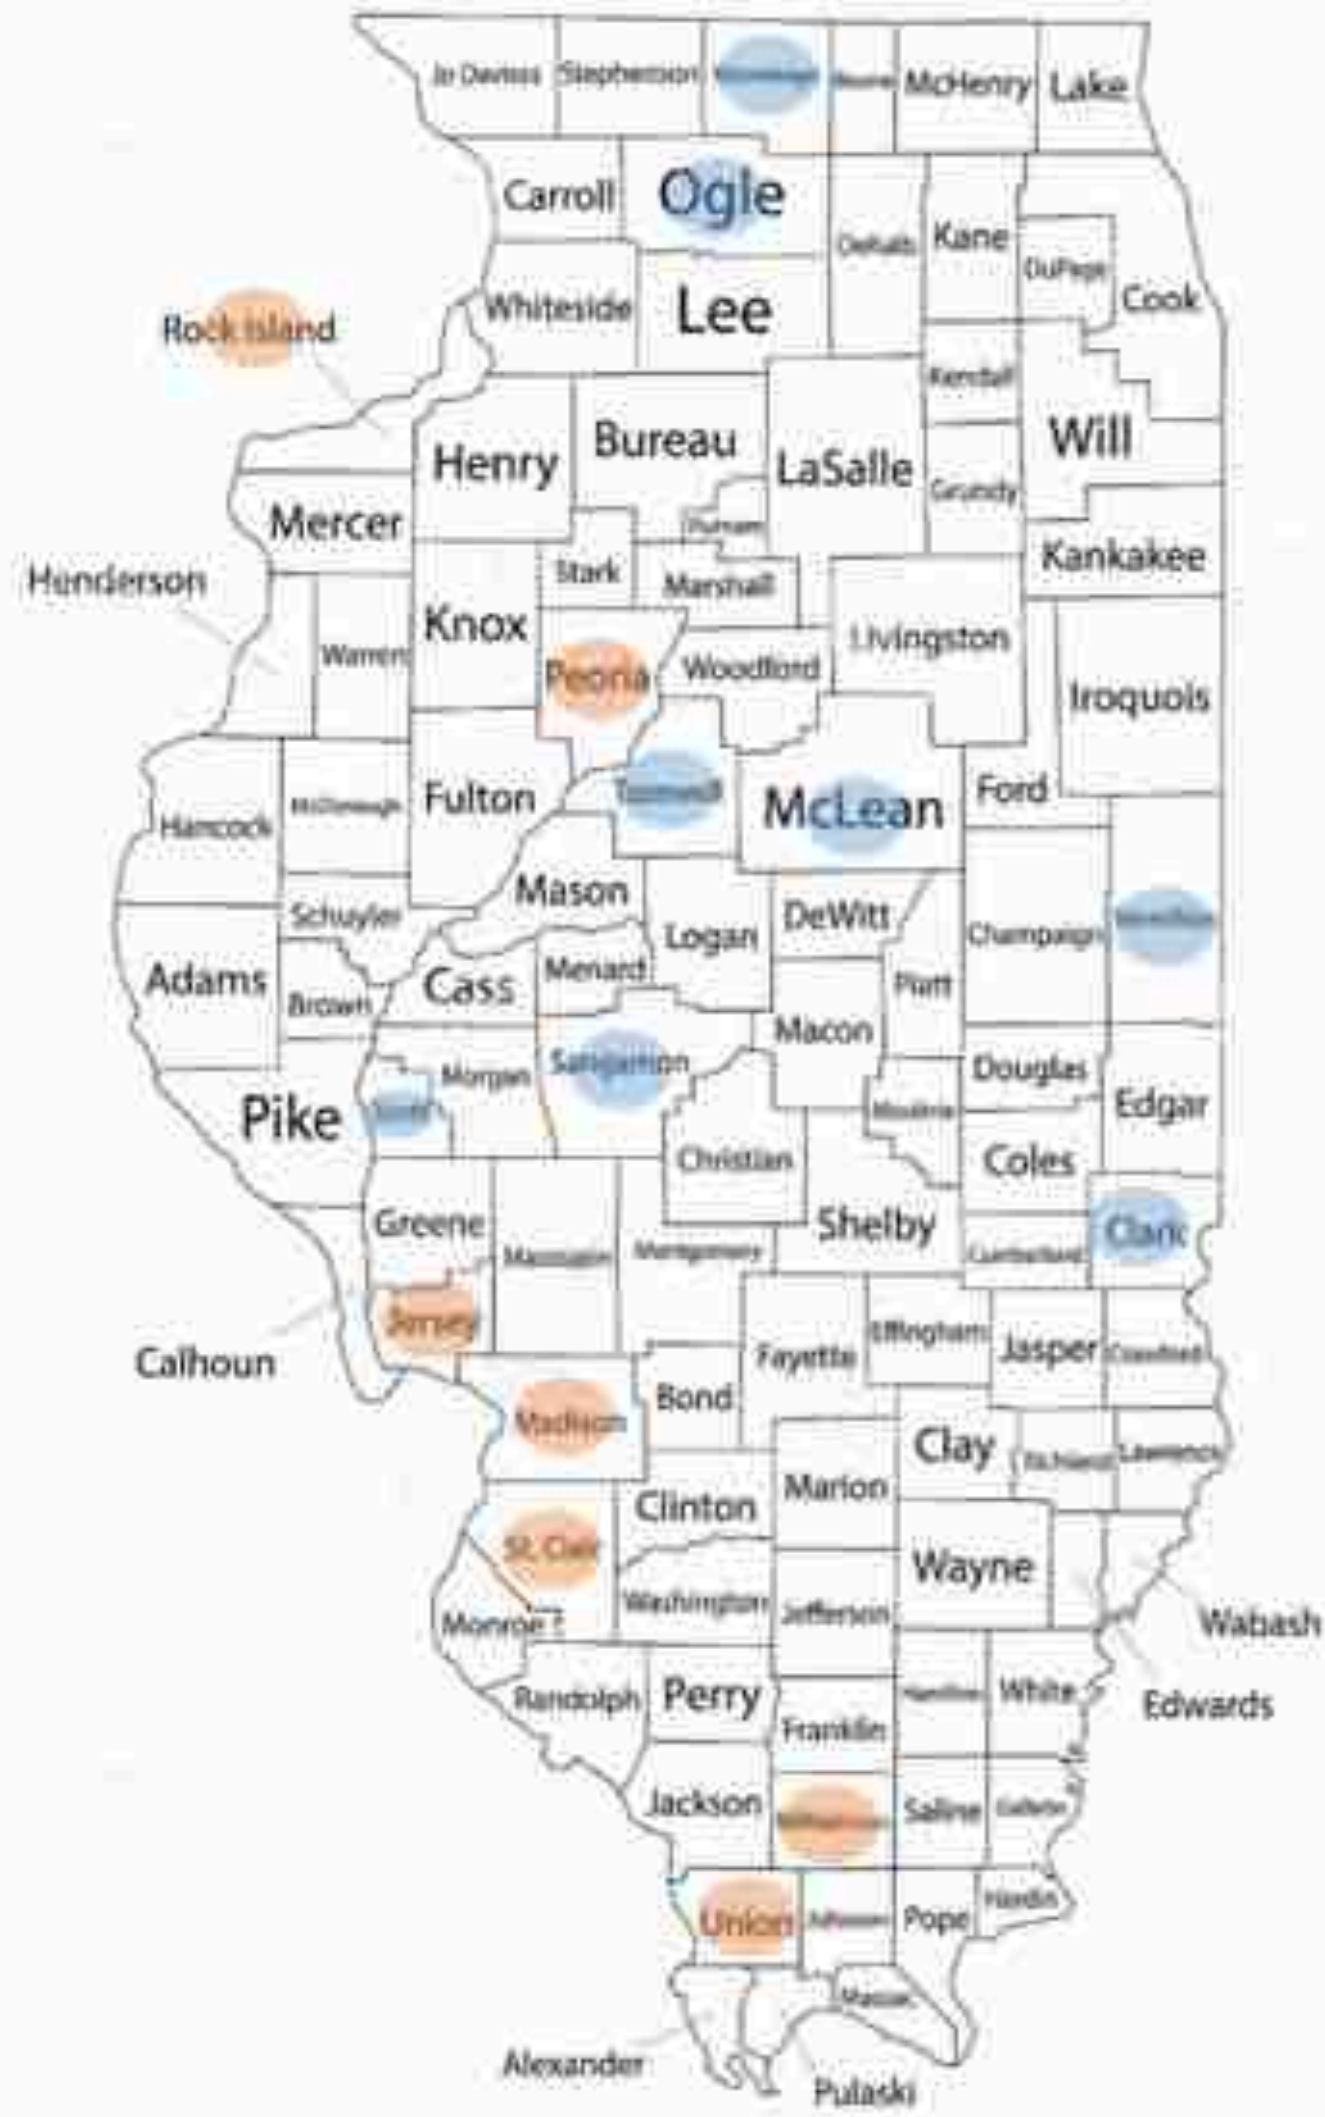 Jo Daviess
Stephenson
Winnebago
Boone
McHenry
Lake
Carroll
Ogle
DeKalb
Kane
DuPage
Cook
Whiteside
Lee
Rock Island
Kendall
Will
Henry
Bureau
LaSalle
Grundy
Mercer
Putnam
Kankakee
Henderson
Stark
Marshall
Knox
Warren
Livingston
Peoria
Woodford
Iroquois
Tazewell
McLean
Ford
Hancock
McDonough
Fulton
Mason
Schuyler
Logan
DeWitt
Champaign
Vermilion
Adams
Brown
Cass
Menard
Piatt
Macon
Sangamon
Morgan
Scott
Pike
Douglas
Edgar
Moultrie
Christian
Coles
Shelby
Greene
Macoupin
Montgomery
Cumberland
Clark
Jersey
Calhoun
Fayette
Effingham
Jasper
Crawford
Madison
Bond
Clay
Richland
Lawrence
Marion
Clinton
St. Clair
Wayne
Washington
Jefferson
Monroe
Wabash
Edwards
Randolph
Perry
Hamilton
White
Franklin
Jackson
Williamson
Saline
Gallatin
Union
Johnson
Pope
Hardin
Massac
Alexander
Pulaski